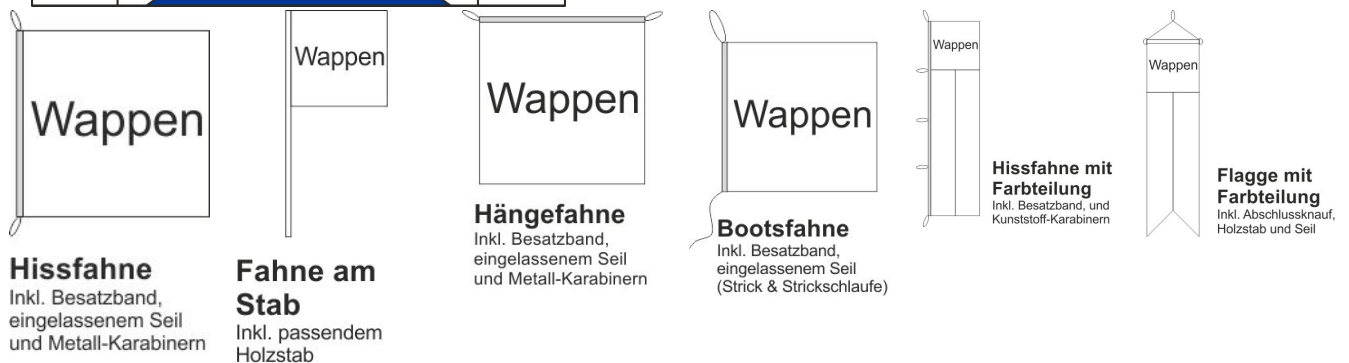 Wappen
Hissfahne
Inkl. Besatzband,
eingelassenem Seil
und Metall-Karabinern
Wappen
Fahne am
Stab
Inkl. passendem
Holzstab
Wappen
Hängefahne
Inkl. Besatzband,
eingelassenem Seil
und Metall-Karabinern
Wappen
Bootsfahne
Inkl. Besatzband,
eingelassenem Seil
(Strick & Strickschlaufe)
Wappen
Hissfahne mit
Farbteilung
Inkl. Besatzband, und
Kunststoff-Karabinern
Wappen
Flagge mit
Farbteilung
Inkl. Abschlussknauf,
Holzstab und Seil